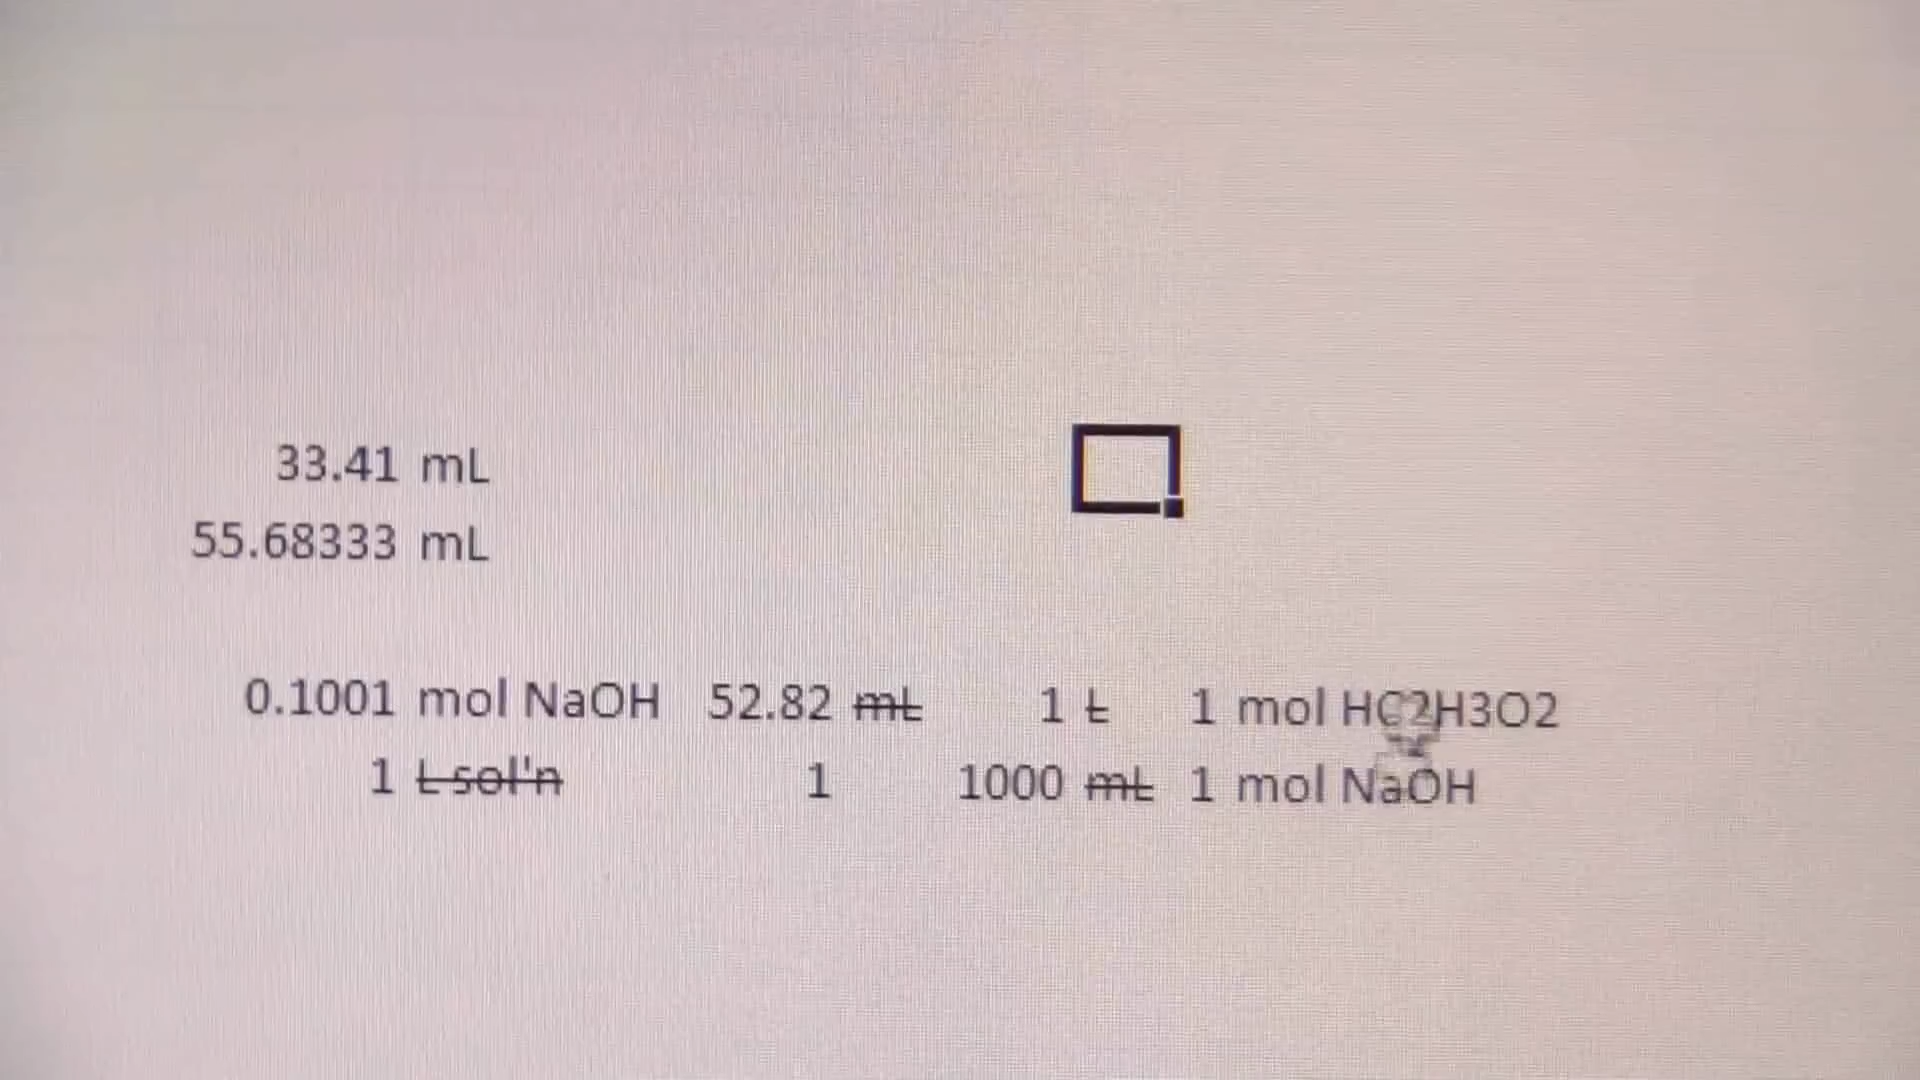 33.41 mL
55.68333 mL
0.1001 mol NaOH 52.82 mL 1 L 1 mol HC2H3O2
1 L sol'n 1 1000 mL 1 mol NaOH